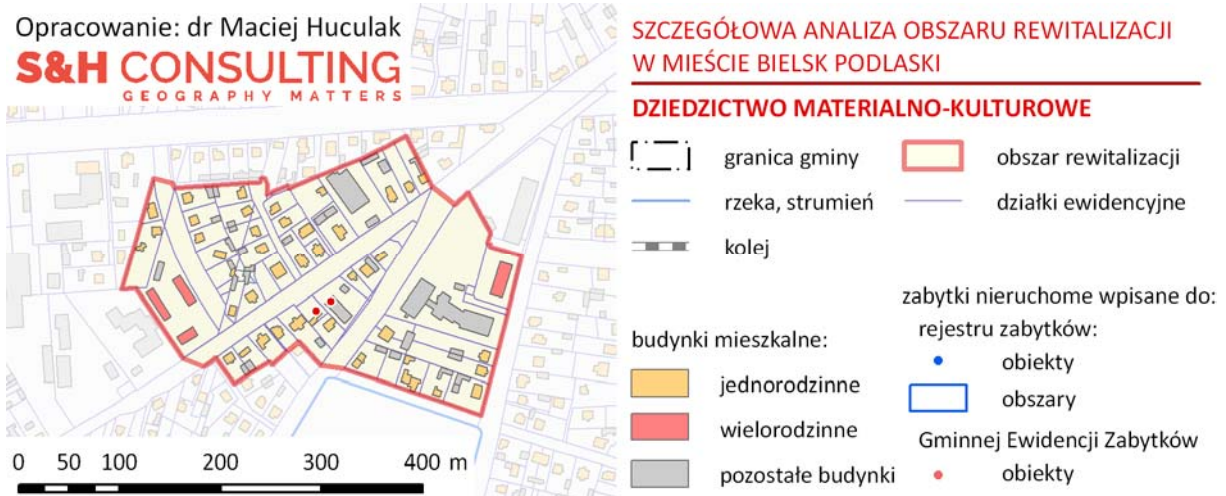 Opracowanie: dr Maciej Huculak
S&H CONSULTING
GEOGRAPHY MATTERS
0 50 100 200 300 400 m
SZCZEGÓŁOWA ANALIZA OBSZARU REWITALIZACJI
W MIEŚCIE BIELSK PODLASKI
DZIEDZICTWO MATERIALNO-KULTUROWE
granica gminy
obszar rewitalizacji
rzeka, strumień
działki ewidencyjne
kolej
budynki mieszkalne:
jednorodzinne
wielorodzinne
pozostałe budynki
zabytki nieruchome wpisane do:
rejestru zabytków:
obiekty
obszary
Gminnej Ewidencji Zabytków
obiekty